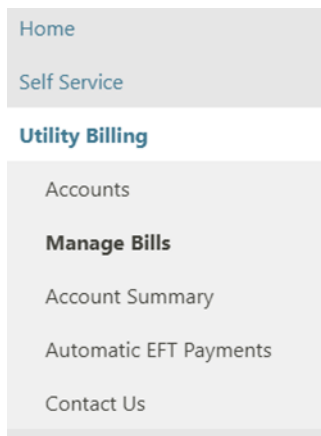 Home
Self Service
Utility Billing
Accounts
Manage Bills
Account Summary
Automatic EFT Payments
Contact Us